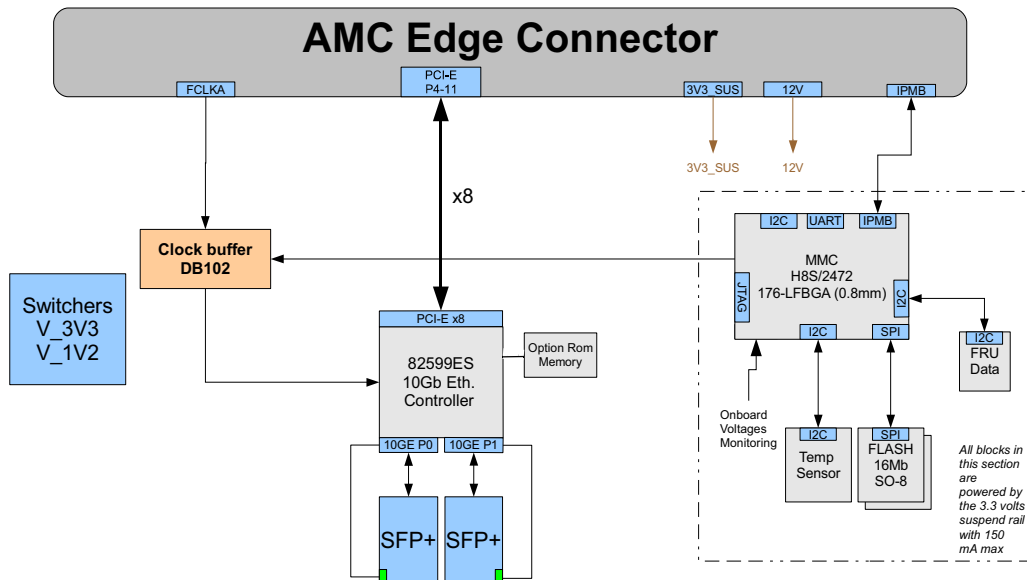 AMC Edge Connector
FCLKA
PCI-E
P4-11
3V3_SUS
12V
IPMB
3V3_SUS
12V
x8
Clock buffer
DB102
Switchers
V_3V3
V_1V2
I2C
UART
IPMB
MMC
H8S/2472
176-LFBGA (0.8mm)
JTAG
I2C
I2C
SPI
I2C
FRU
Data
PCI-E x8
82599ES
10Gb Eth.
Controller
Option Rom
Memory
10GE P0
10GE P1
SFP+
SFP+
Onboard
Voltages
Monitoring
I2C
Temp
Sensor
SPI
FLASH
16Mb
SO-8
All blocks in
this section
are
powered by
the 3.3 volts
suspend rail
with 150
mA max